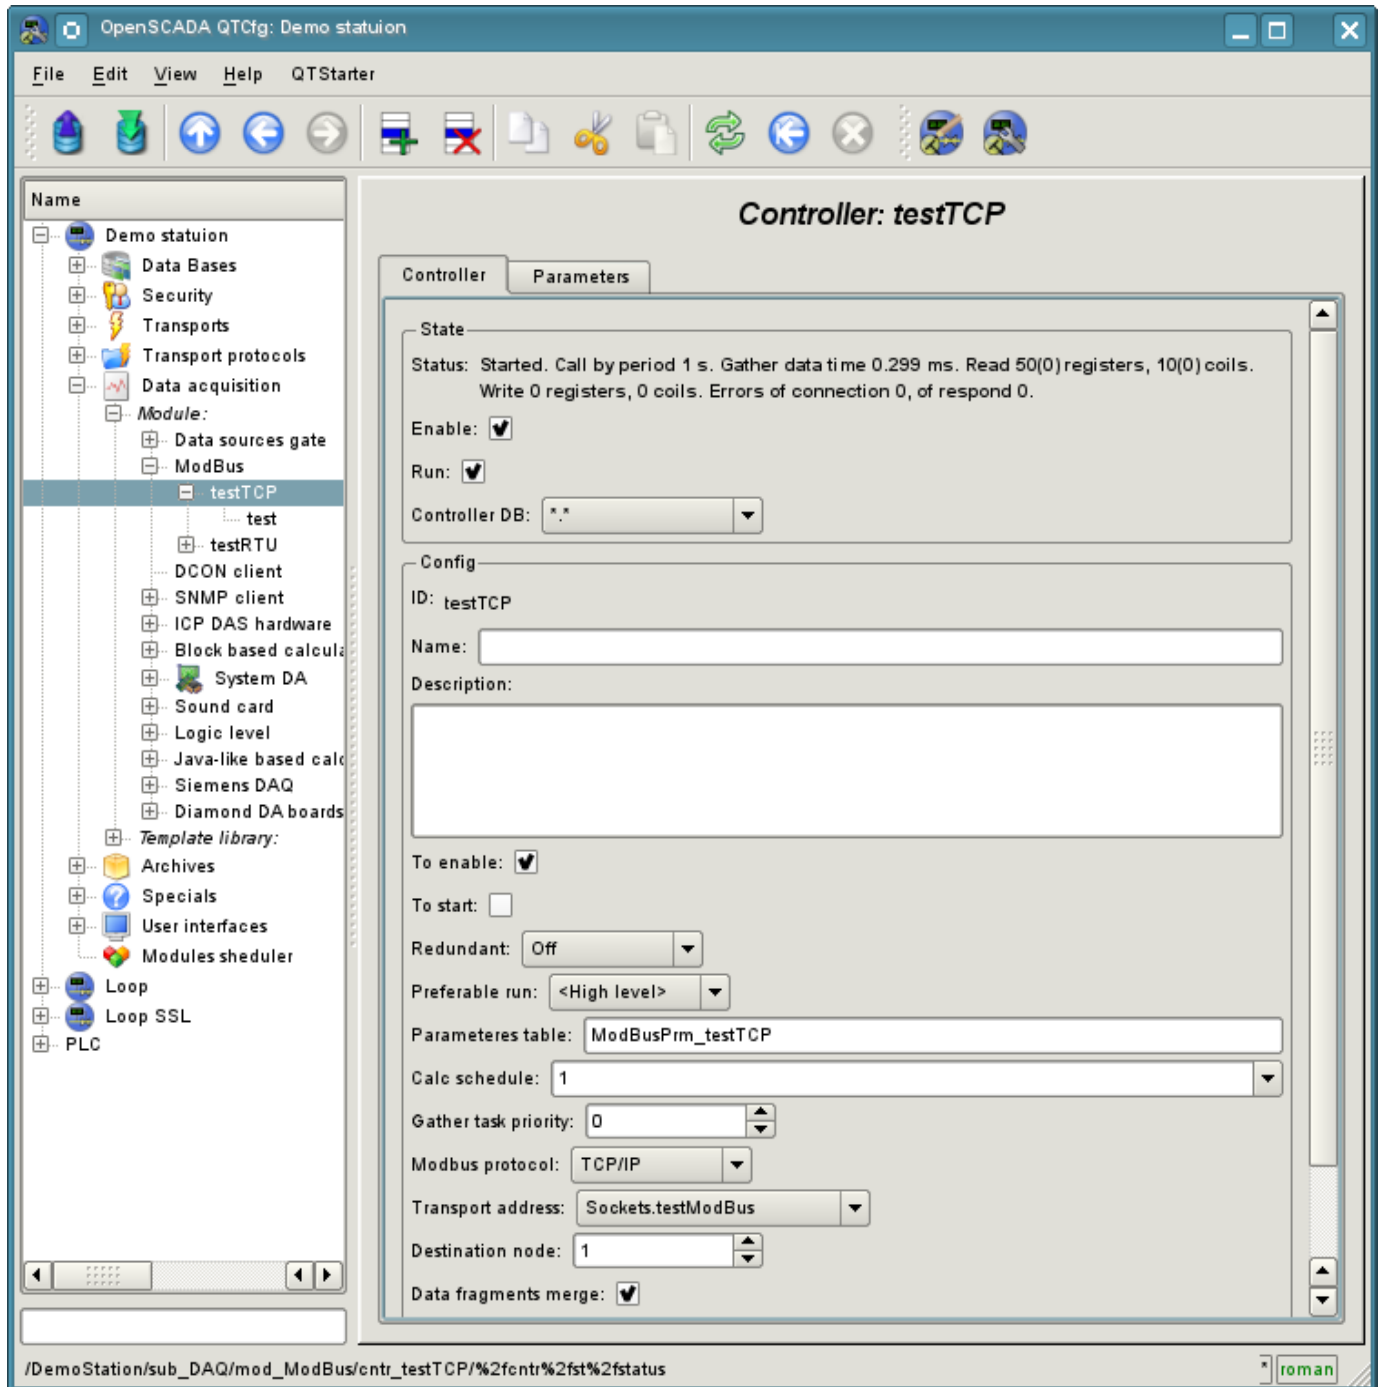 OpenSCADA QTCfg: Demo statuion
File Edit View Help QTStarter
Name
Demo statuion
Data Bases
Security
Transports
Transport protocols
Data acquisition
Module:
Data sources gate
ModBus
testTCP
test
testRTU
DCON client
SNMP client
ICP DAS hardware
Block based calcula
System DA
Sound card
Logic level
Java-like based calc
Siemens DAQ
Diamond DA boards
Template library:
Archives
Specials
User interfaces
Modules sheduler
Loop
Loop SSL
PLC
Controller: testTCP
Controller Parameters
State
Status: Started. Call by period 1 s. Gather data time 0.299 ms. Read 50(0) registers, 10(0) coils.
Write 0 registers, 0 coils. Errors of connection 0, of respond 0.
Enable:
Run:
Controller DB: *.*
Config
ID: testTCP
Name:
Description:
To enable:
To start:
Redundant: Off
Preferable run: <High level>
Parameteres table: ModBusPrm_testTCP
Calc schedule: 1
Gather task priority: 0
Modbus protocol: TCP/IP
Transport address: Sockets.testModBus
Destination node: 1
Data fragments merge:
/DemoStation/sub_DAQ/mod_ModBus/cntr_testTCP/%2fcntr%2fst%2fstatus
* roman